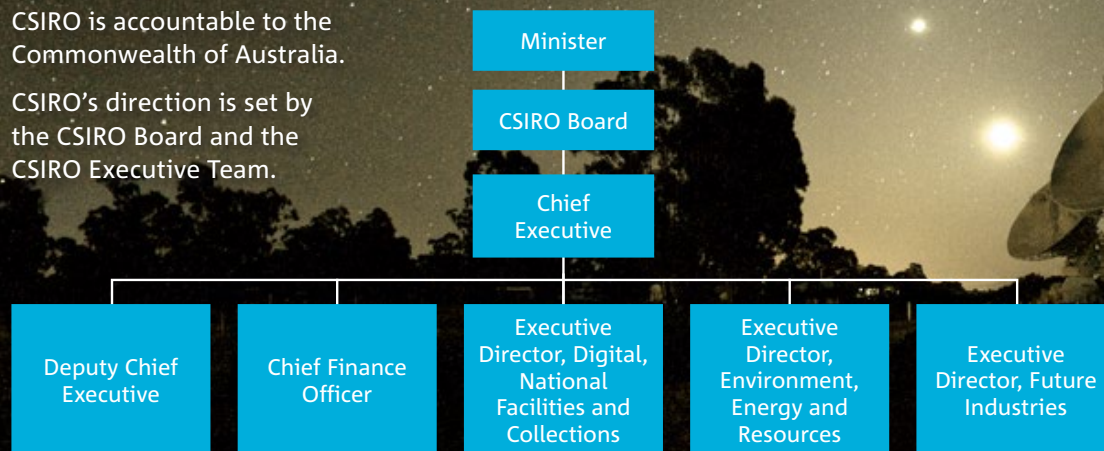 CSIRO is accountable to the
Commonwealth of Australia.
CSIRO’s direction is set by
the CSIRO Board and the
CSIRO Executive Team.
Minister
CSIRO Board
Chief
Executive
Deputy Chief
Executive
Chief Finance
Officer
Executive
Director, Digital,
National
Facilities and
Collections
Executive
Director,
Environment,
Energy and
Resources
Executive
Director, Future
Industries